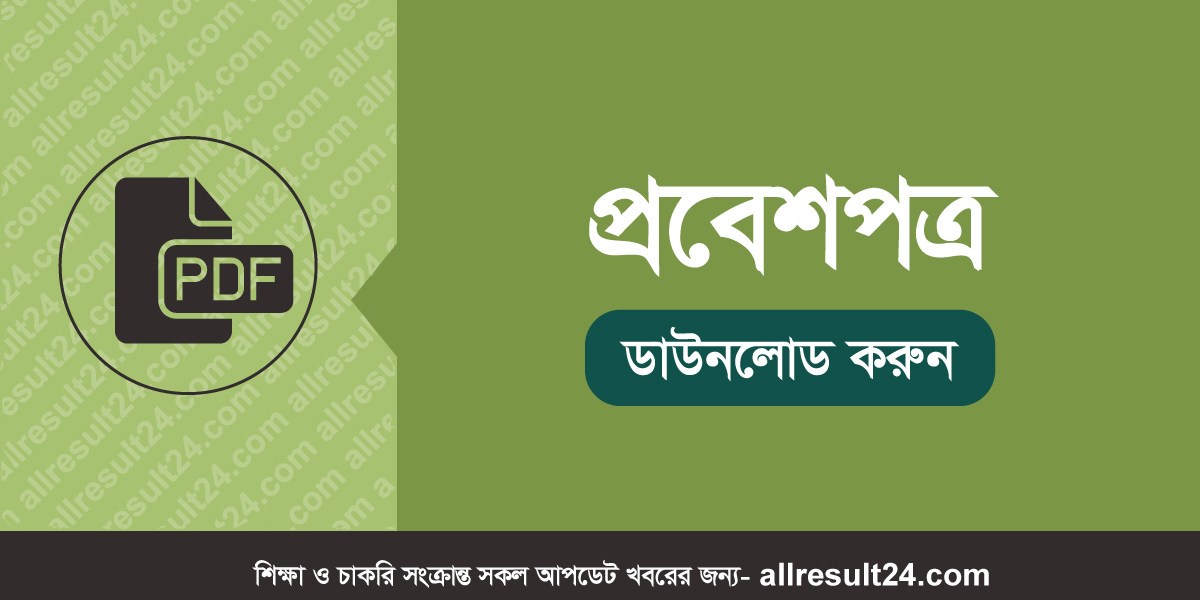 PDF
প্রবেশপত্র
ডাউনলোড করুন
শিক্ষা ও চাকরি সংক্রান্ত সকল আপডেট খবরের জন্য- allresult24.com